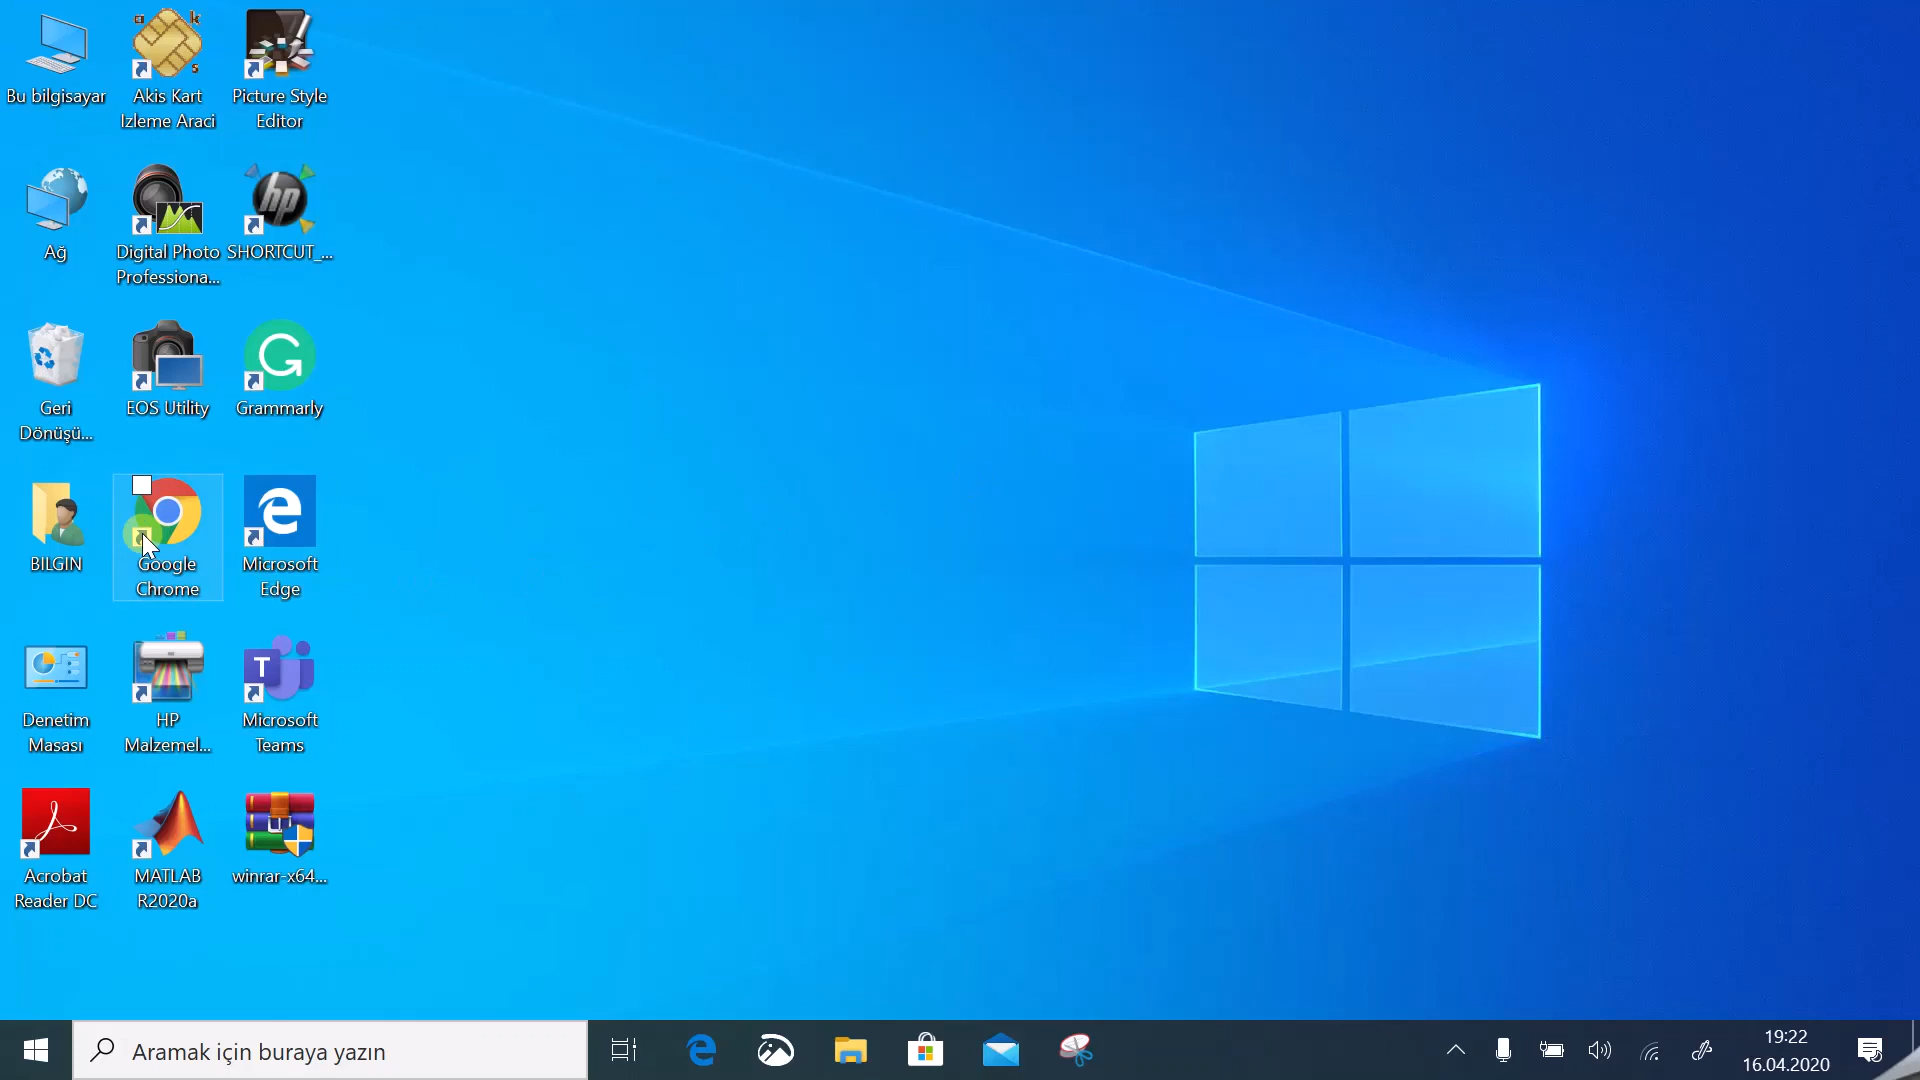 Bu bilgisayar
Akis Kart
Izleme Araci
Picture Style
Editor
Ağ
Digital Photo
Professiona...
hp
SHORTCUT_...
Geri
Dönüşü...
EOS Utility
Grammarly
BILGIN
Google
Chrome
Microsoft
Edge
Denetim
Masası
HP
Malzemel...
T
Microsoft
Teams
Acrobat
Reader DC
MATLAB
R2020a
winrar-x64...
Aramak için buraya yazın
19:22
16.04.2020